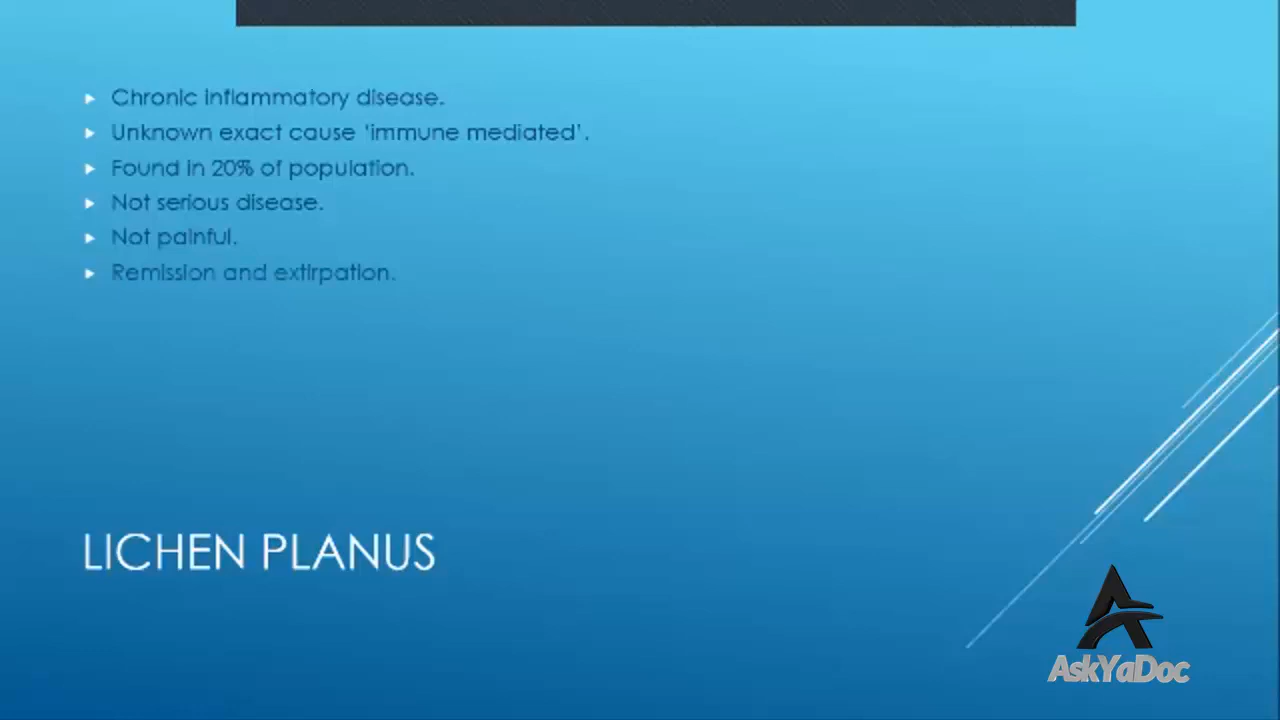 Chronic inflammatory disease.
Unknown exact cause ‘immune mediated’.
Found in 20% of population.
Not serious disease.
Not painful.
Remission and extirpation.
LICHEN PLANUS
AskYaDoc